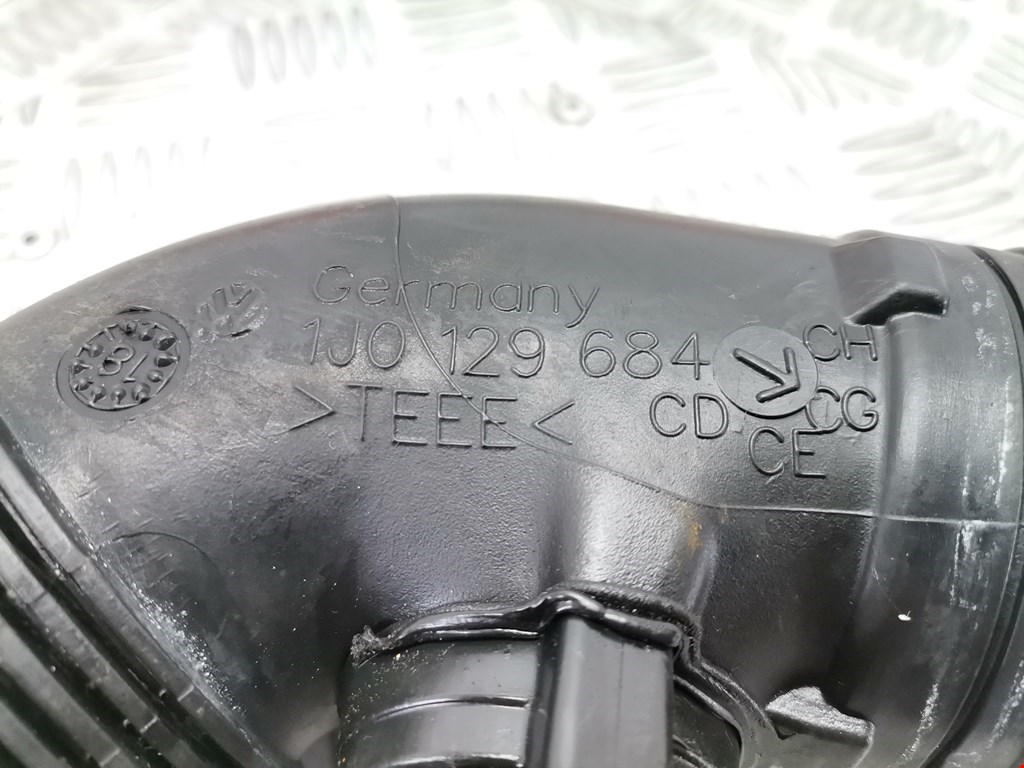 Germany
1J0 129 684 CH
>TEEE< CD CG
CE